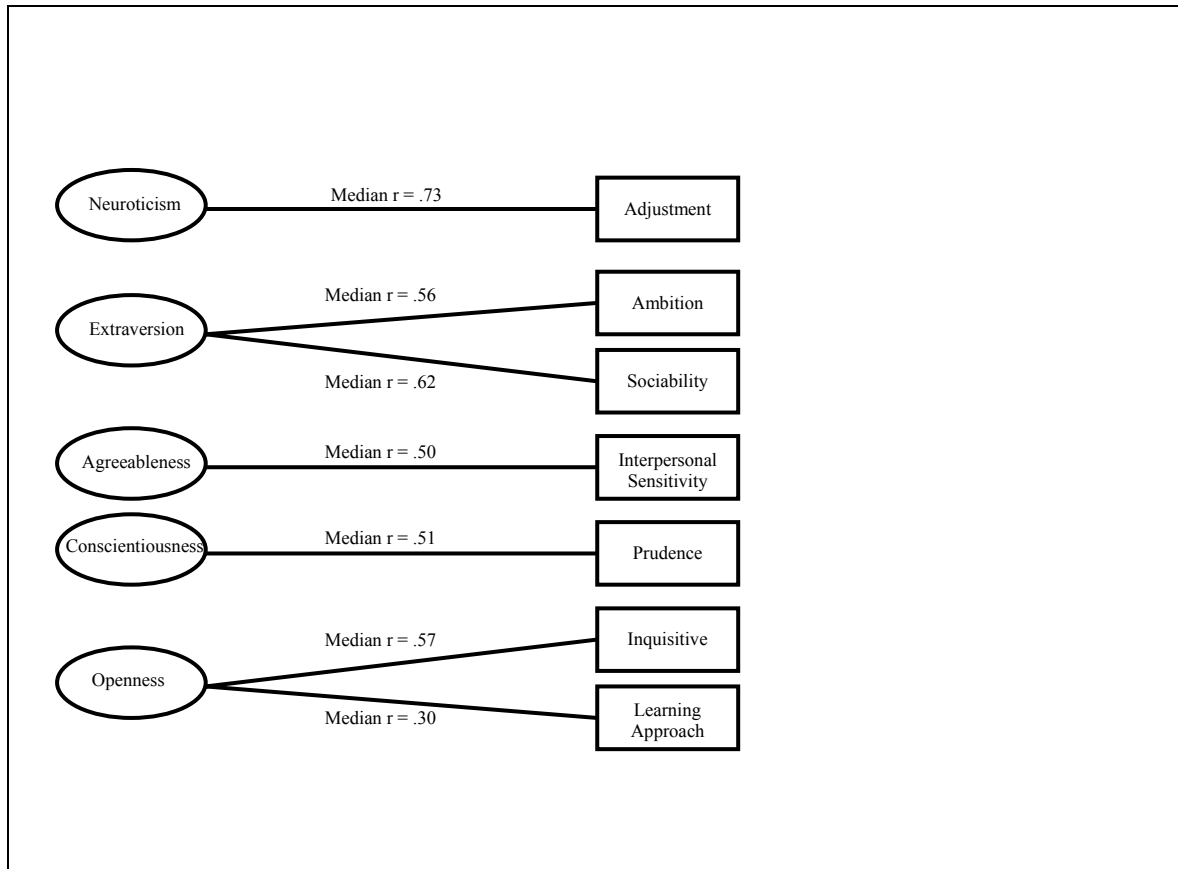 Neuroticism
Median r = .73
Adjustment
Extraversion
Median r = .56
Ambition
Median r = .62
Sociability
Agreeableness
Median r = .50
Interpersonal
Sensitivity
Conscientiousness
Median r = .51
Prudence
Openness
Median r = .57
Inquisitive
Median r = .30
Learning
Approach